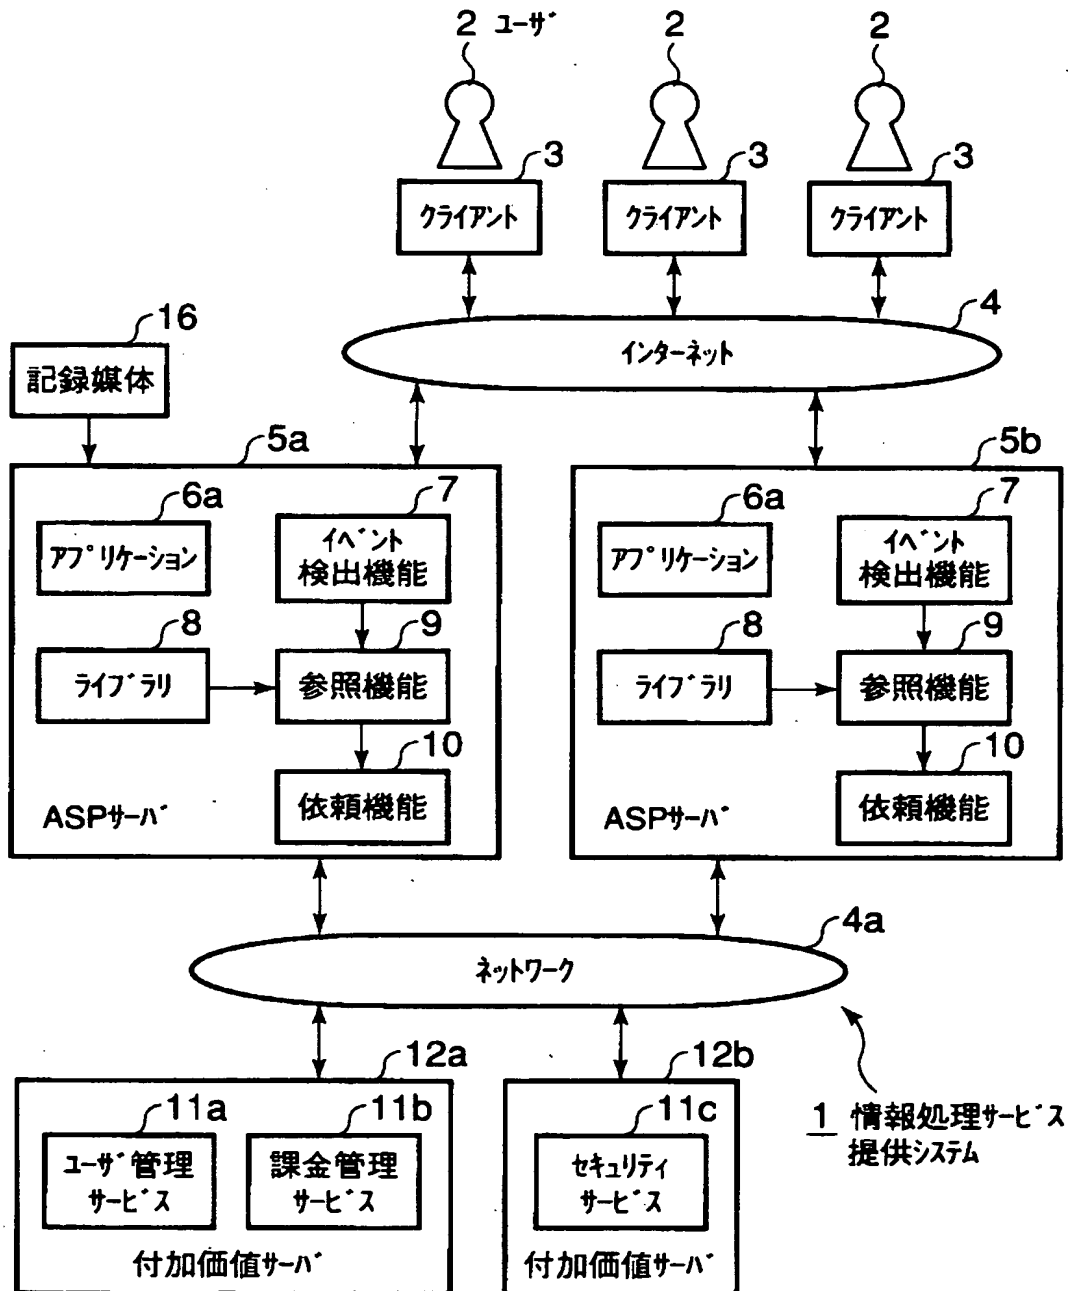 2 ユーザ 2 2
3 3 3
クライアント クライアント クライアント
4
インターネット
16
記録媒体
5a 5b
6a 7 6a 7
アプリケーション イベント アプリケーション イベント
検出機能 検出機能
8 9 8 9
ライブラリ 参照機能 ライブラリ 参照機能
10 10
依頼機能 依頼機能
ASPサーバ ASPサーバ
4a
ネットワーク
12a 12b
11a 11b 11c
1 情報処理サービス
提供システム
ユーザ管理 課金管理 セキュリティ
サービス サービス サービス
付加価値サーバ 付加価値サーバ